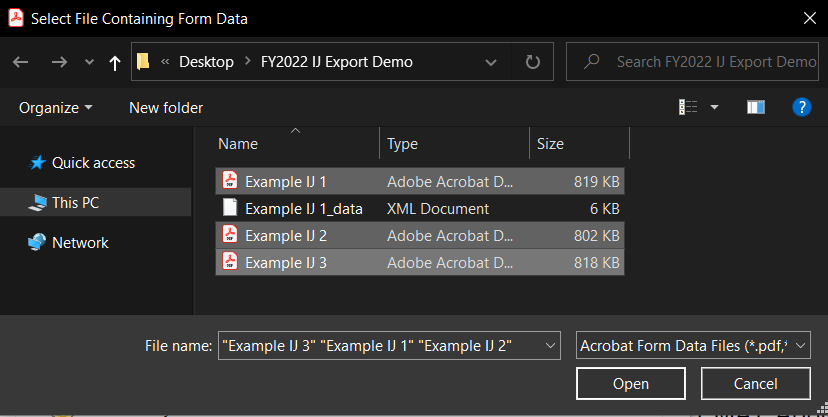 Select File Containing Form Data
« Desktop > FY2022 IJ Export Demo
Search FY2022 IJ Export Demo
Organize New folder
Quick access
This PC
Network
Name Type Size
Example IJ 1 Adobe Acrobat D... 819 KB
Example IJ 1_data XML Document 6 KB
Example IJ 2 Adobe Acrobat D... 802 KB
Example IJ 3 Adobe Acrobat D... 818 KB
File name: "Example IJ 3" "Example IJ 1" "Example IJ 2" Acrobat Form Data Files (*.pdf,*
Open Cancel